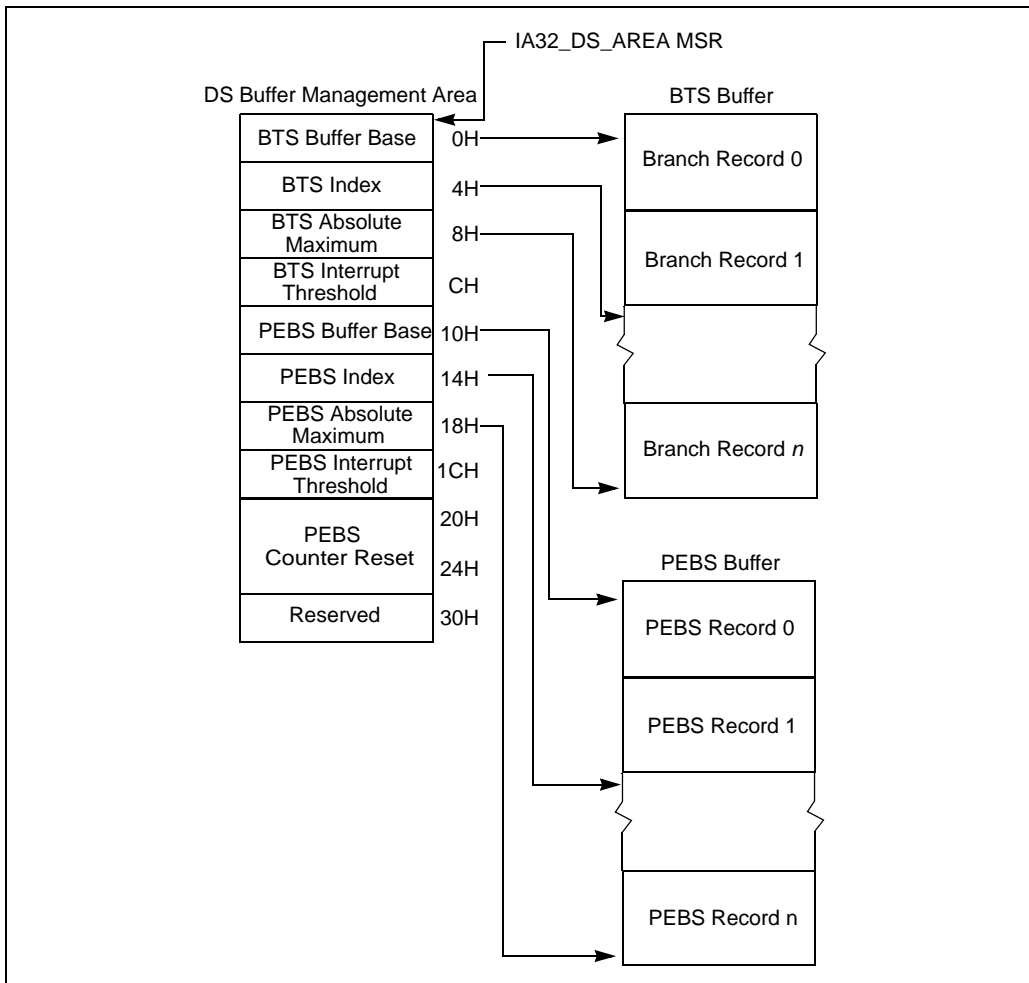 IA32_DS_AREA MSR
DS Buffer Management Area
BTS Buffer Base
0H
BTS Index
4H
BTS Absolute
Maximum
8H
BTS Interrupt
Threshold
CH
PEBS Buffer Base
10H
PEBS Index
14H
PEBS Absolute
Maximum
18H
PEBS Interrupt
Threshold
1CH
20H
PEBS
Counter Reset
24H
Reserved
30H
BTS Buffer
Branch Record 0
Branch Record 1
Branch Record n
PEBS Buffer
PEBS Record 0
PEBS Record 1
PEBS Record n